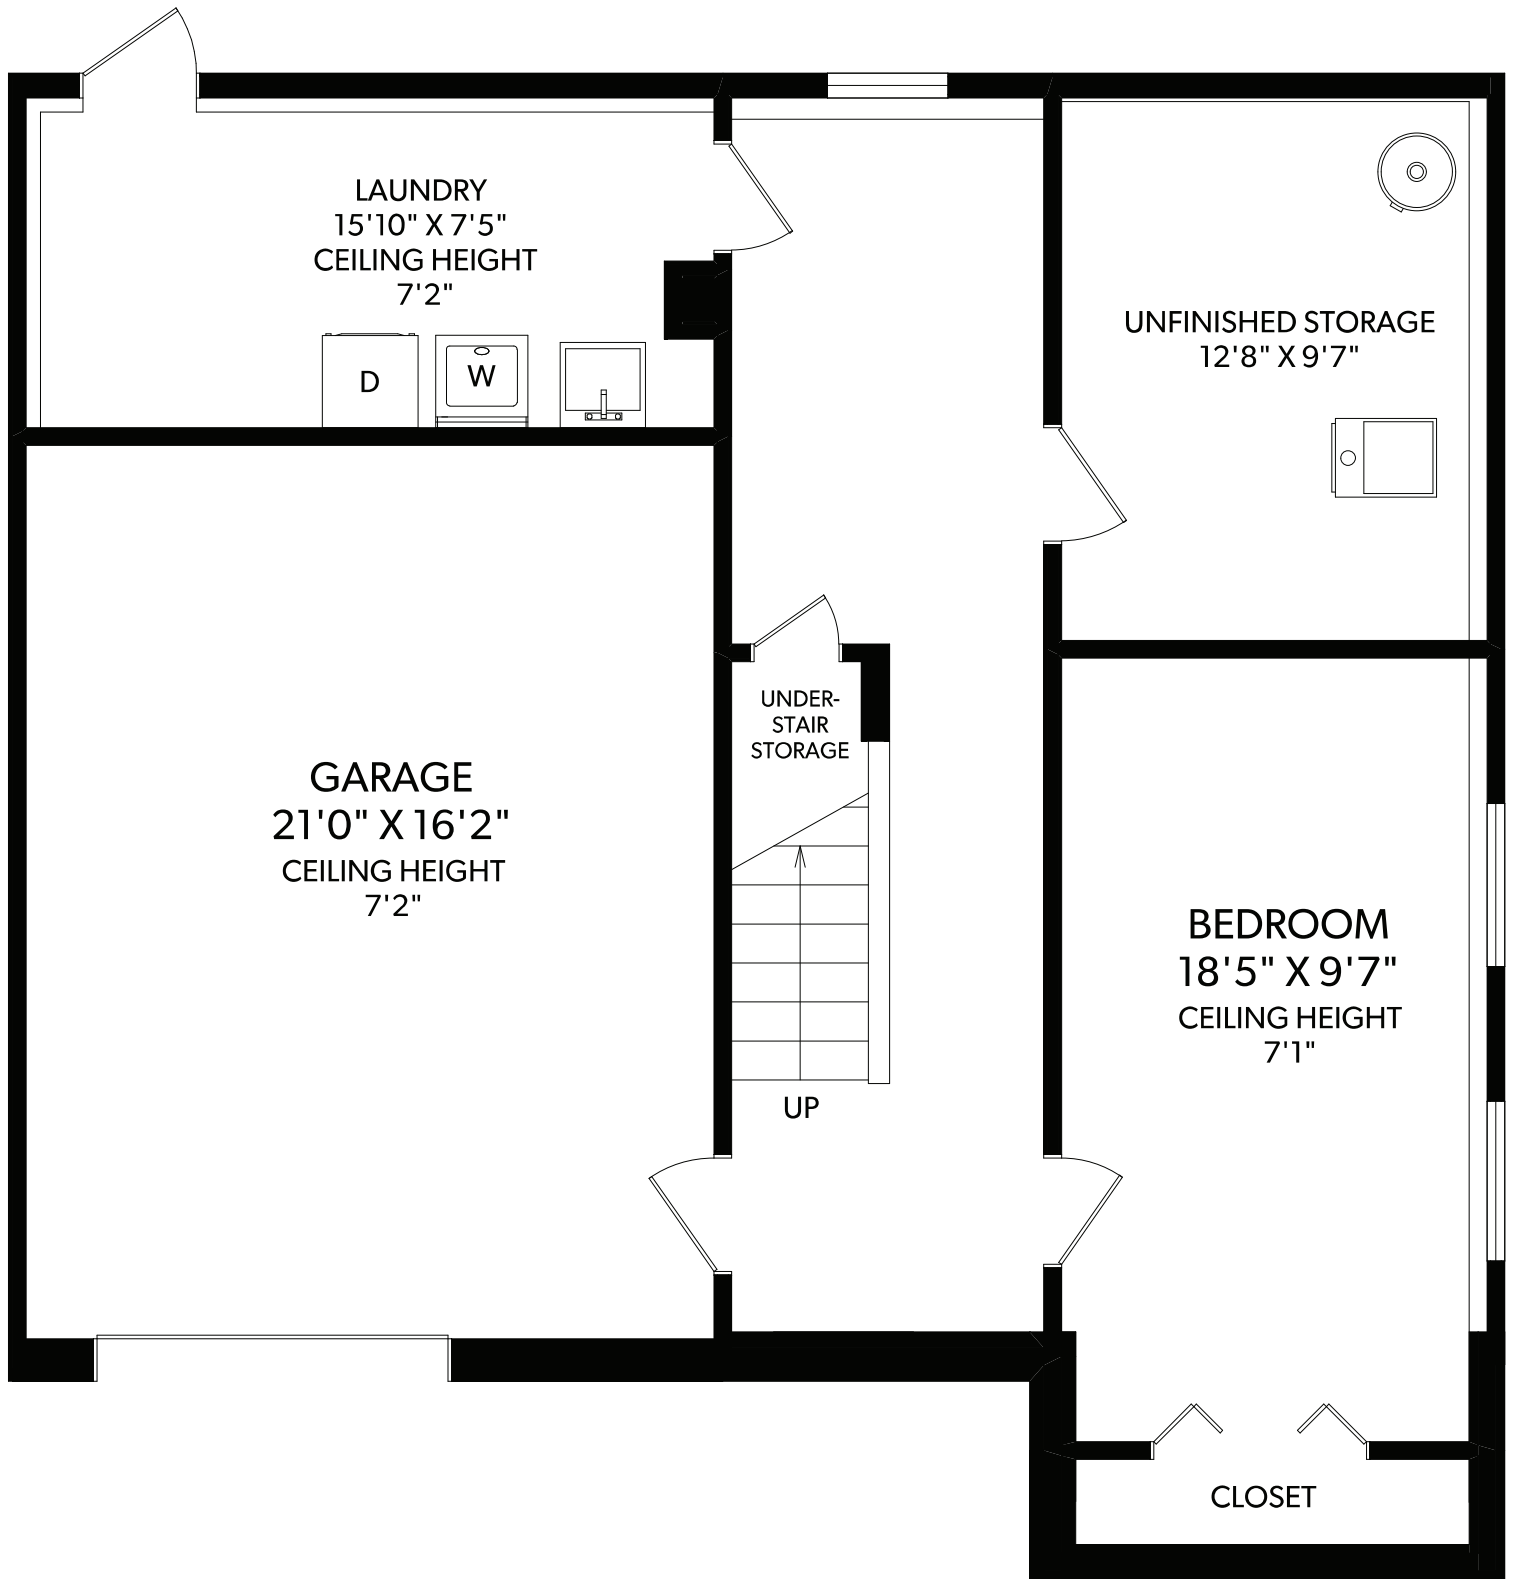 LAUNDRY
15'10" X 7'5"
CEILING HEIGHT
7'2"
D
W
UNFINISHED STORAGE
12'8" X 9'7"
UNDER-
STAIR
STORAGE
GARAGE
21'0" X 16'2"
CEILING HEIGHT
7'2"
UP
BEDROOM
18'5" X 9'7"
CEILING HEIGHT
7'1"
CLOSET